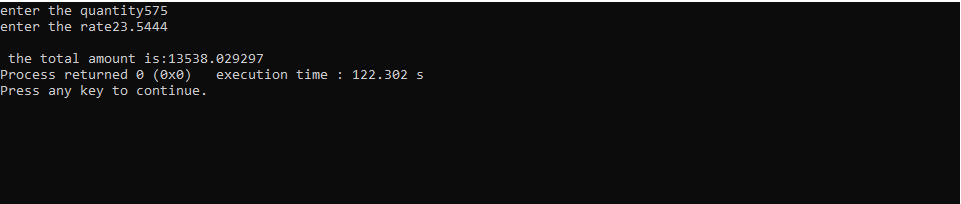 enter the quantity575
enter the rate23.5444
the total amount is:13538.029297
Process returned 0 (0x0)   execution time : 122.302 s
Press any key to continue.